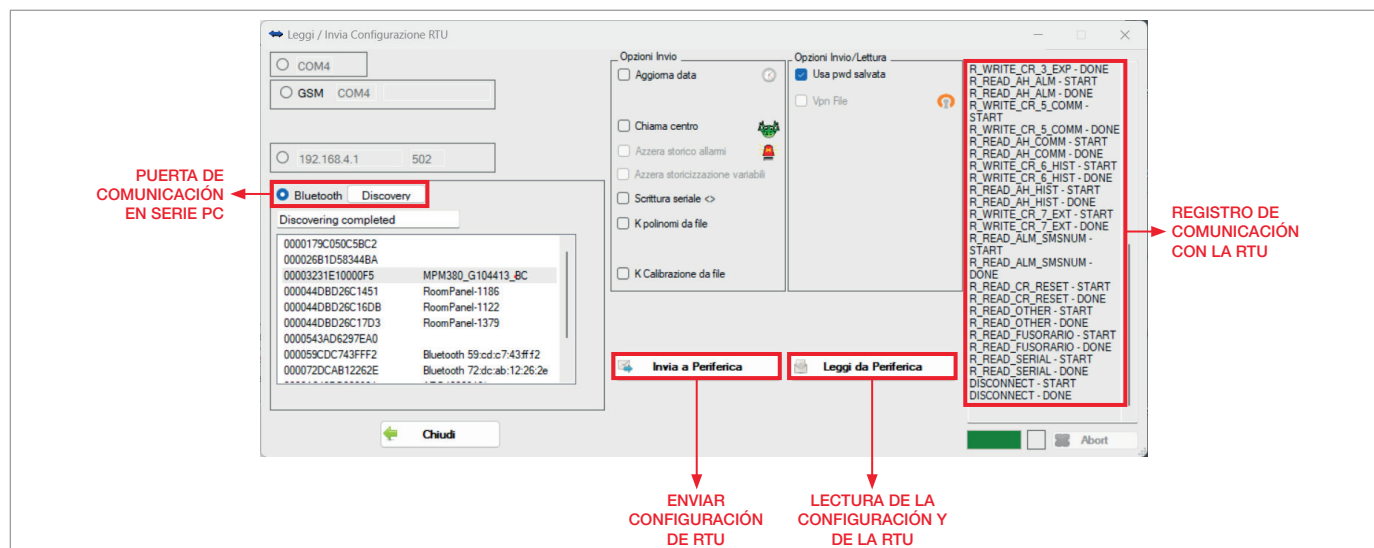 Leggi / Invia Configurazione RTU
COM4
GSM COM4
192.168.4.1 502
Bluetooth Discovery
Discovering completed
0000179C050C5BC2
000026B1D58344BA
00003231E10000F5 MPM380_G104413_BC
000044DBD26C1451 RoomPanel-1186
000044DBD26C16DB RoomPanel-1122
000044DBD26C17D3 RoomPanel-1379
0000543AD6297EA0
000059CDC743FFF2 Bluetooth 59:cd:c7:43:ff:f2
000072DCAB12262E Bluetooth 72:dc:ab:12:26:2e
Chiudi
Opzioni Invio
Aggiorna data
Chiama centro
Azzera storico allarmi
Azzera storicizzazione variabili
Scrittura seriale <>
K polinomi da file
K Calibrazione da file
Opzioni Invio/Lettura
Usa pwd salvata
Vpn File
Invia a Periferica
Leggi da Periferica
R_WRITE_CR_3_EXP - DONE
R_READ_AH_ALM - START
R_READ_AH_ALM - DONE
R_WRITE_CR_5_COMM -
START
R_WRITE_CR_5_COMM - DONE
R_READ_AH_COMM - START
R_READ_AH_COMM - DONE
R_WRITE_CR_6_HIST - START
R_WRITE_CR_6_HIST - DONE
R_READ_AH_HIST - START
R_READ_AH_HIST - DONE
R_WRITE_CR_7_EXT - START
R_WRITE_CR_7_EXT - DONE
R_READ_ALM_SMSNUM -
START
R_READ_ALM_SMSNUM -
DONE
R_READ_CR_RESET - START
R_READ_CR_RESET - DONE
R_READ_OTHER - START
R_READ_OTHER - DONE
R_READ_FUSORARIO - START
R_READ_FUSORARIO - DONE
R_READ_SERIAL - START
R_READ_SERIAL - DONE
DISCONNECT - START
DISCONNECT - DONE
Abort
PUERTA DE
COMUNICACIÓN
EN SERIE PC
REGISTRO DE
COMUNICACIÓN
CON LA RTU
ENVIAR
CONFIGURACIÓN
DE RTU
LECTURA DE LA
CONFIGURACIÓN Y
DE LA RTU